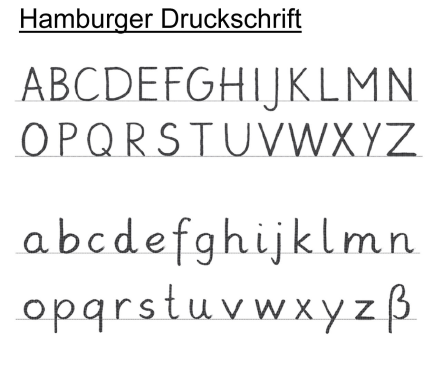 Hamburger Druckschrift
ABCDEFGHIJKLMN
OPQRSTUVWXYZ
abcdefghijklmn
opqrstuvwxyzß